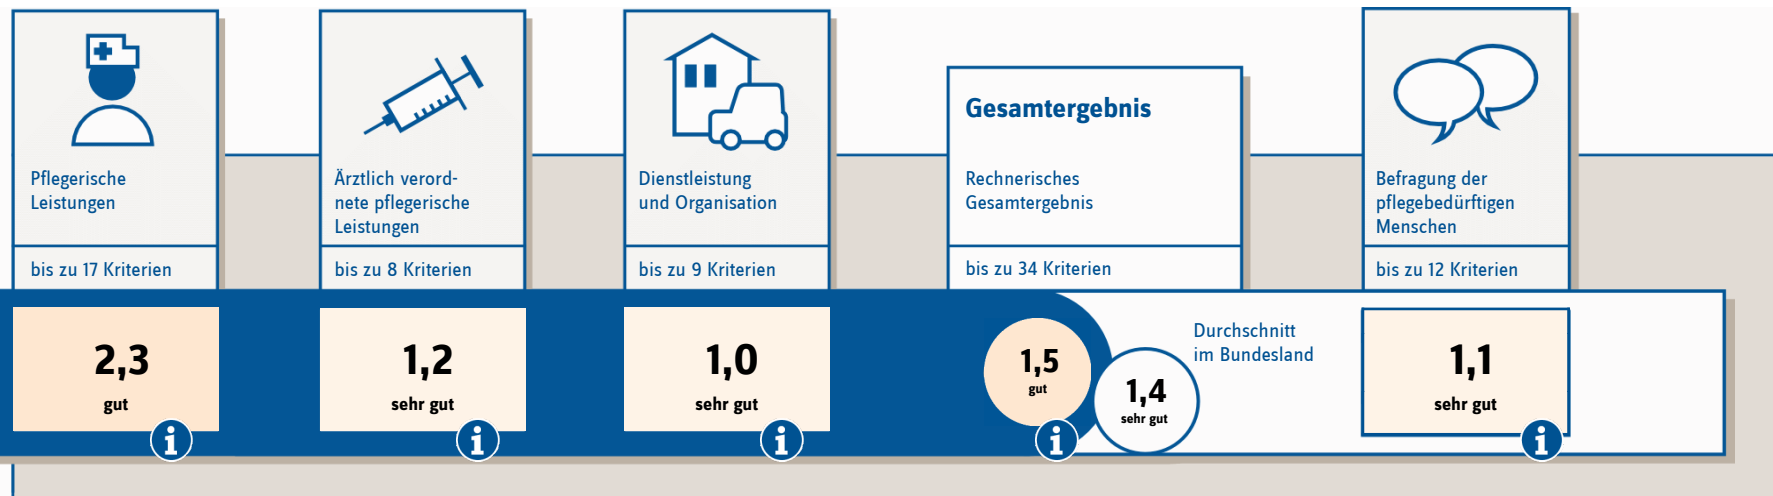 Pflegerische
Leistungen
bis zu 17 Kriterien
2,3
gut
i
Ärztlich verord-
nete pflegerische
Leistungen
bis zu 8 Kriterien
1,2
sehr gut
i
Dienstleistung
und Organisation
bis zu 9 Kriterien
1,0
sehr gut
i
Gesamtergebnis
Rechnerisches
Gesamtergebnis
bis zu 34 Kriterien
1,5
gut
i
1,4
sehr gut
Durchschnitt
im Bundesland
Befragung der
pflegebedürftigen
Menschen
bis zu 12 Kriterien
1,1
sehr gut
i